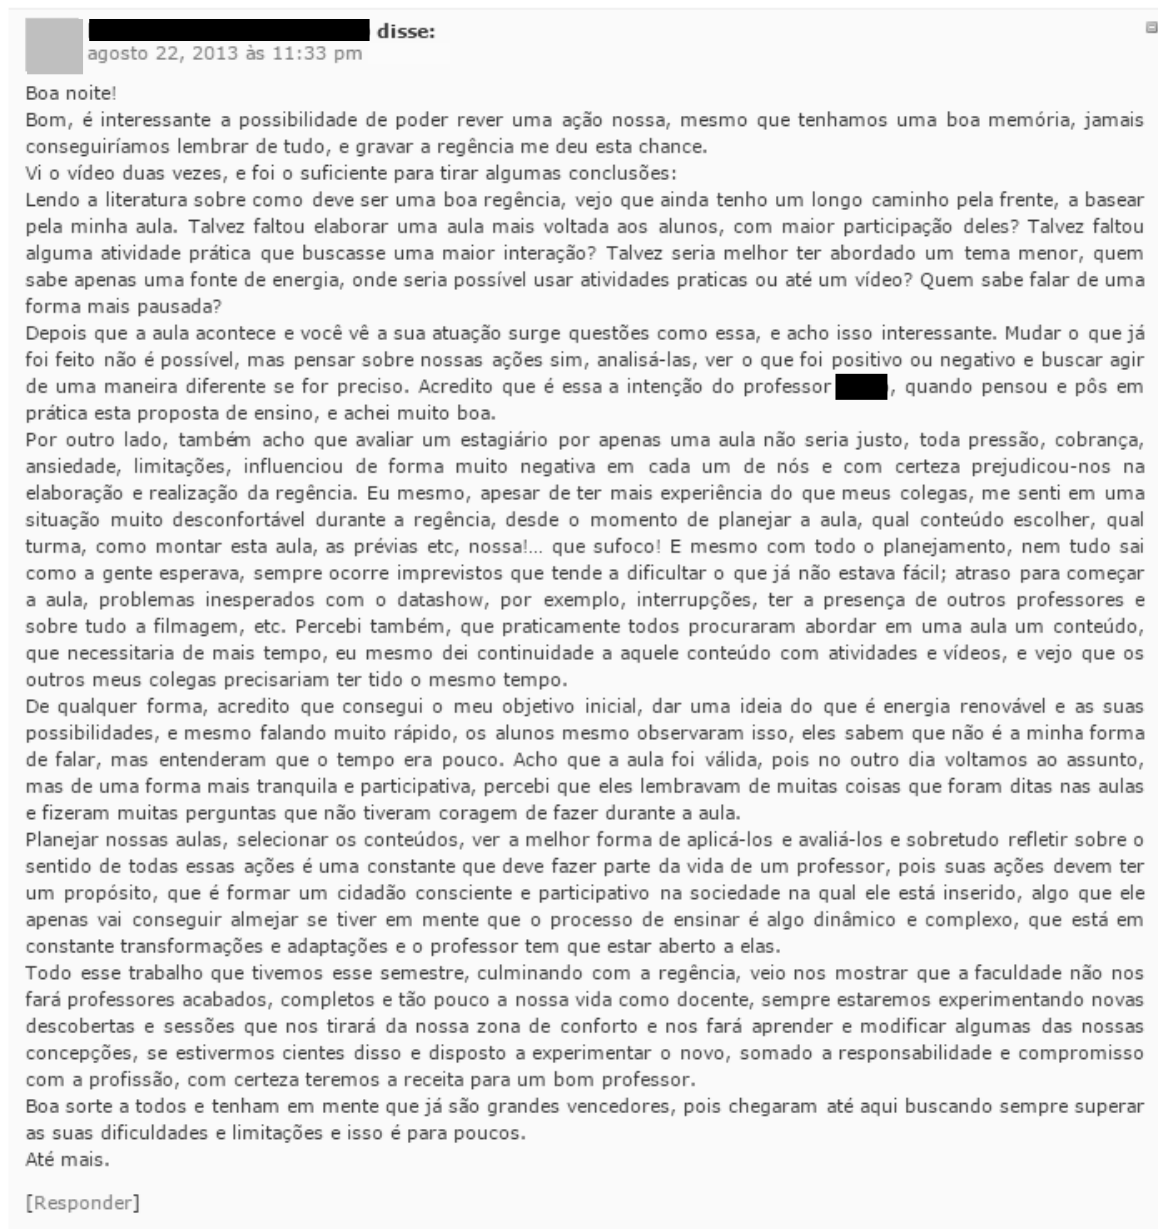 disse:
agosto 22, 2013 às 11:33 pm
Boa noite!
Bom, é interessante a possibilidade de poder rever uma ação nossa, mesmo que tenhamos uma boa memória, jamais
conseguiríamos lembrar de tudo, e gravar a regência me deu esta chance.
Vi o vídeo duas vezes, e foi o suficiente para tirar algumas conclusões:
Lendo a literatura sobre como deve ser uma boa regência, vejo que ainda tenho um longo caminho pela frente, a basear
pela minha aula. Talvez faltou elaborar uma aula mais voltada aos alunos, com maior participação deles? Talvez faltou
alguma atividade prática que buscasse uma maior interação? Talvez seria melhor ter abordado um tema menor, quem
sabe apenas uma fonte de energia, onde seria possível usar atividades praticas ou até um vídeo? Quem sabe falar de uma
forma mais pausada?
Depois que a aula acontece e você vê a sua atuação surge questões como essa, e acho isso interessante. Mudar o que já
foi feito não é possível, mas pensar sobre nossas ações sim, analisá-las, ver o que foi positivo ou negativo e buscar agir
de uma maneira diferente se for preciso. Acredito que é essa a intenção do professor , quando pensou e pôs em
prática esta proposta de ensino, e achei muito boa.
Por outro lado, também acho que avaliar um estagiário por apenas uma aula não seria justo, toda pressão, cobrança,
ansiedade, limitações, influenciou de forma muito negativa em cada um de nós e com certeza prejudicou-nos na
elaboração e realização da regência. Eu mesmo, apesar de ter mais experiência do que meus colegas, me senti em uma
situação muito desconfortável durante a regência, desde o momento de planejar a aula, qual conteúdo escolher, qual
turma, como montar esta aula, as prévias etc, nossa!... que sufoco! E mesmo com todo o planejamento, nem tudo sai
como a gente esperava, sempre ocorre imprevistos que tende a dificultar o que já não estava fácil; atraso para começar
a aula, problemas inesperados com o datashow, por exemplo, interrupções, ter a presença de outros professores e
sobre tudo a filmagem, etc. Percebi também, que praticamente todos procuraram abordar em uma aula um conteúdo,
que necessitaria de mais tempo, eu mesmo dei continuidade a aquele conteúdo com atividades e vídeos, e vejo que os
outros meus colegas precisariam ter tido o mesmo tempo.
De qualquer forma, acredito que consegui o meu objetivo inicial, dar uma ideia do que é energia renovável e as suas
possibilidades, e mesmo falando muito rápido, os alunos mesmo observaram isso, eles sabem que não é a minha forma
de falar, mas entenderam que o tempo era pouco. Acho que a aula foi válida, pois no outro dia voltamos ao assunto,
mas de uma forma mais tranquila e participativa, percebi que eles lembravam de muitas coisas que foram ditas nas aulas
e fizeram muitas perguntas que não tiveram coragem de fazer durante a aula.
Planejar nossas aulas, selecionar os conteúdos, ver a melhor forma de aplicá-los e avaliá-los e sobretudo refletir sobre o
sentido de todas essas ações é uma constante que deve fazer parte da vida de um professor, pois suas ações devem ter
um propósito, que é formar um cidadão consciente e participativo na sociedade na qual ele está inserido, algo que ele
apenas vai conseguir almejar se tiver em mente que o processo de ensinar é algo dinâmico e complexo, que está em
constante transformações e adaptações e o professor tem que estar aberto a elas.
Todo esse trabalho que tivemos esse semestre, culminando com a regência, veio nos mostrar que a faculdade não nos
fará professores acabados, completos e tão pouco a nossa vida como docente, sempre estaremos experimentando novas
descobertas e sessões que nos tirará da nossa zona de conforto e nos fará aprender e modificar algumas das nossas
concepções, se estivermos cientes disso e disposto a experimentar o novo, somado a responsabilidade e compromisso
com a profissão, com certeza teremos a receita para um bom professor.
Boa sorte a todos e tenham em mente que já são grandes vencedores, pois chegaram até aqui buscando sempre superar
as suas dificuldades e limitações e isso é para poucos.
Até mais.
[Responder]